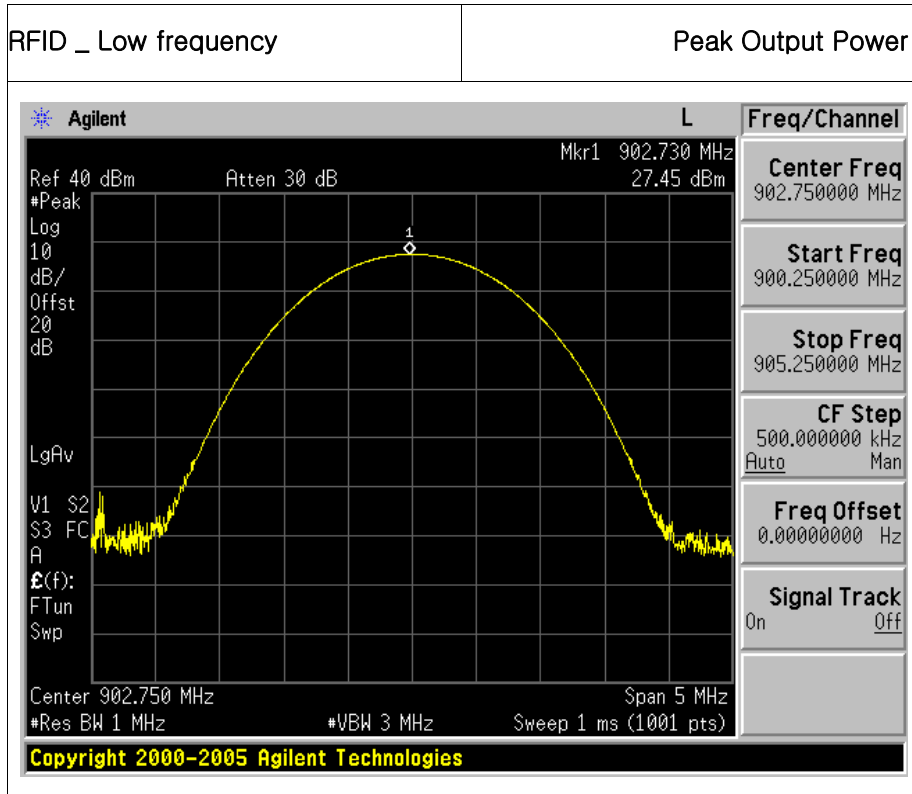 RFID _ Low frequency
Peak Output Power
Agilent
L
Mkr1 902.730 MHz
Ref 40 dBm
Atten 30 dB
27.45 dBm
#Peak
Log
10
dB/
Offst
20
dB
1
LgAv
V1 S2
S3 FC
A
£(f):
FTun
Swp
Center 902.750 MHz
Span 5 MHz
#Res BW 1 MHz
#VBW 3 MHz
Sweep 1 ms (1001 pts)
Copyright 2000-2005 Agilent Technologies
Freq/Channel
Center Freq
902.750000 MHz
Start Freq
900.250000 MHz
Stop Freq
905.250000 MHz
CF Step
500.000000 kHz
Auto Man
Freq Offset
0.00000000 Hz
Signal Track
On Off